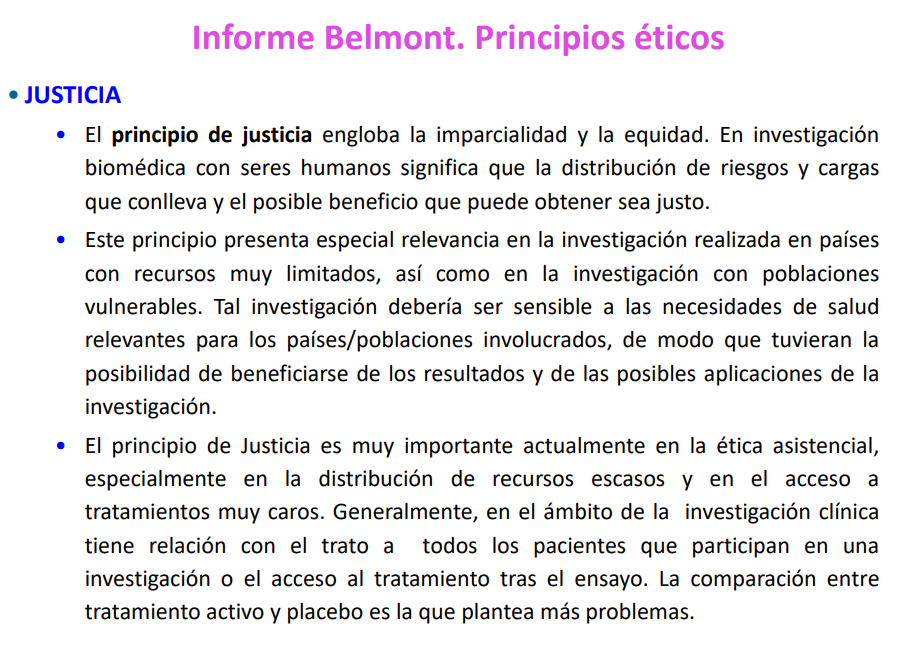 Informe Belmont. Principios éticos
• JUSTICIA
• El principio de justicia engloba la imparcialidad y la equidad. En investigación
biomédica con seres humanos significa que la distribución de riesgos y cargas
que conlleva y el posible beneficio que puede obtener sea justo.
• Este principio presenta especial relevancia en la investigación realizada en países
con recursos muy limitados, así como en la investigación con poblaciones
vulnerables. Tal investigación debería ser sensible a las necesidades de salud
relevantes para los países/poblaciones involucrados, de modo que tuvieran la
posibilidad de beneficiarse de los resultados y de las posibles aplicaciones de la
investigación.
• El principio de Justicia es muy importante actualmente en la ética asistencial,
especialmente en la distribución de recursos escasos y en el acceso a
tratamientos muy caros. Generalmente, en el ámbito de la investigación clínica
tiene relación con el trato a todos los pacientes que participan en una
investigación o el acceso al tratamiento tras el ensayo. La comparación entre
tratamiento activo y placebo es la que plantea más problemas.